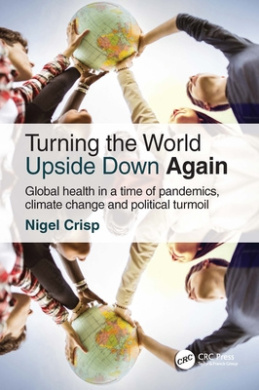 Turning the World
Upside Down Again
Global health in a time of pandemics,
climate change and political turmoil
Nigel Crisp
CRC
CRC Press